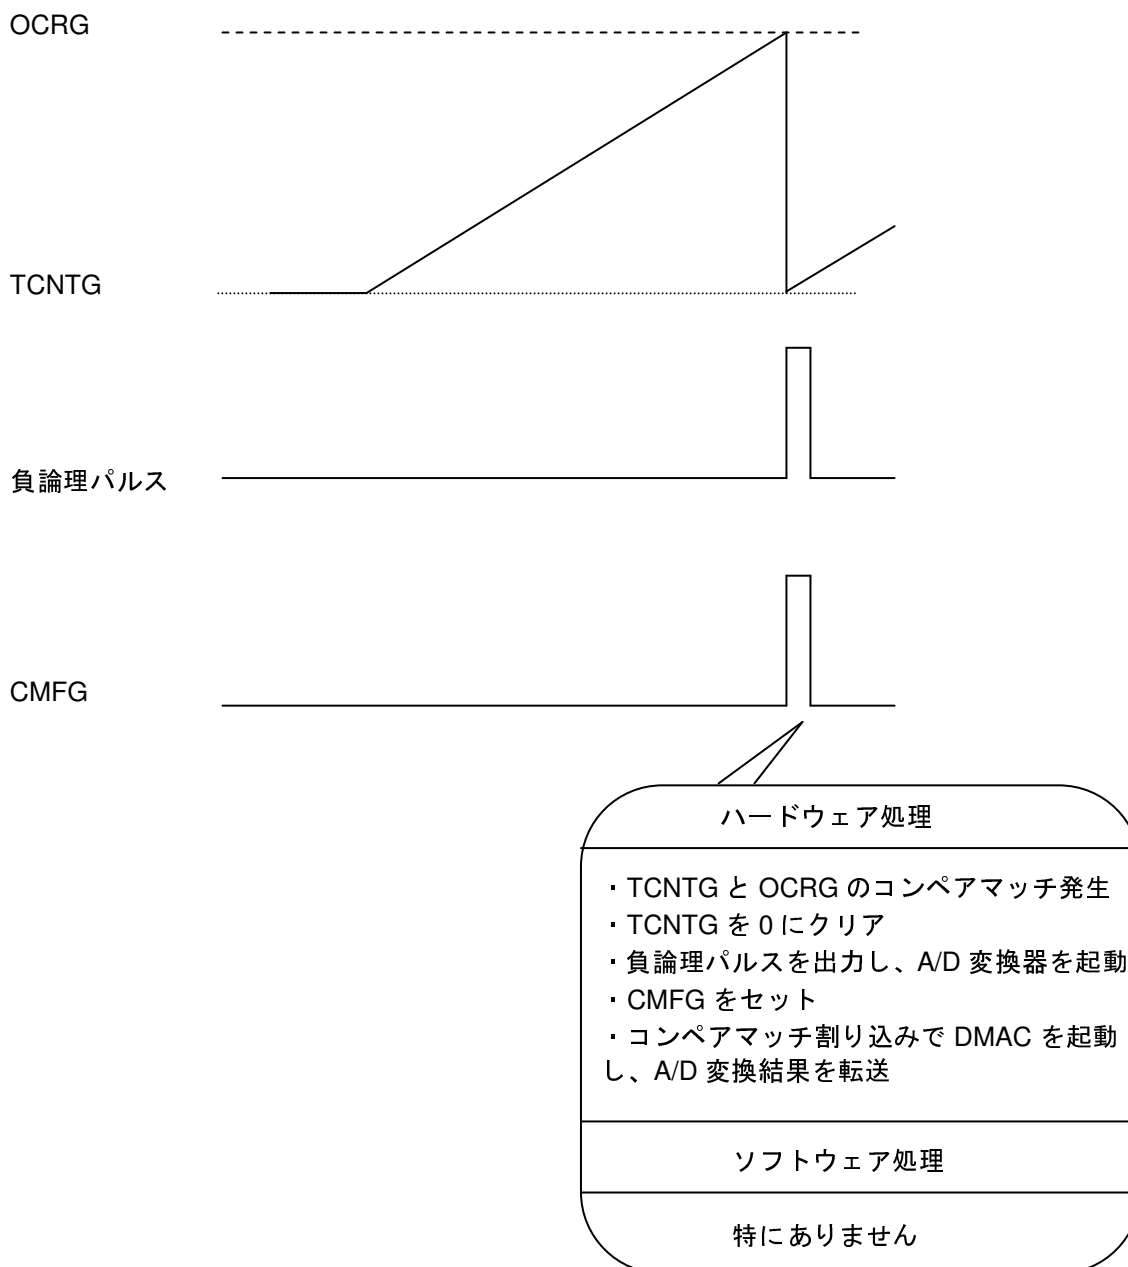 OCRG
TCNTG
負論理パルス
CMFG
ハードウェア処理
・TCNTG と OCRG のコンペアマッチ発生
・TCNTG を 0 にクリア
・負論理パルスを出力し、A/D 変換器を起動
・CMFG をセット
・コンペアマッチ割り込みで DMAC を起動
し、A/D 変換結果を転送
ソフトウェア処理
特にありません